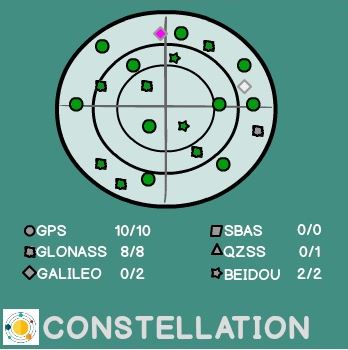 GPS 10/10 SBAS 0/0
GLONASS 8/8 QZSS 0/1
GALILEO 0/2 BEIDOU 2/2
CONSTELLATION